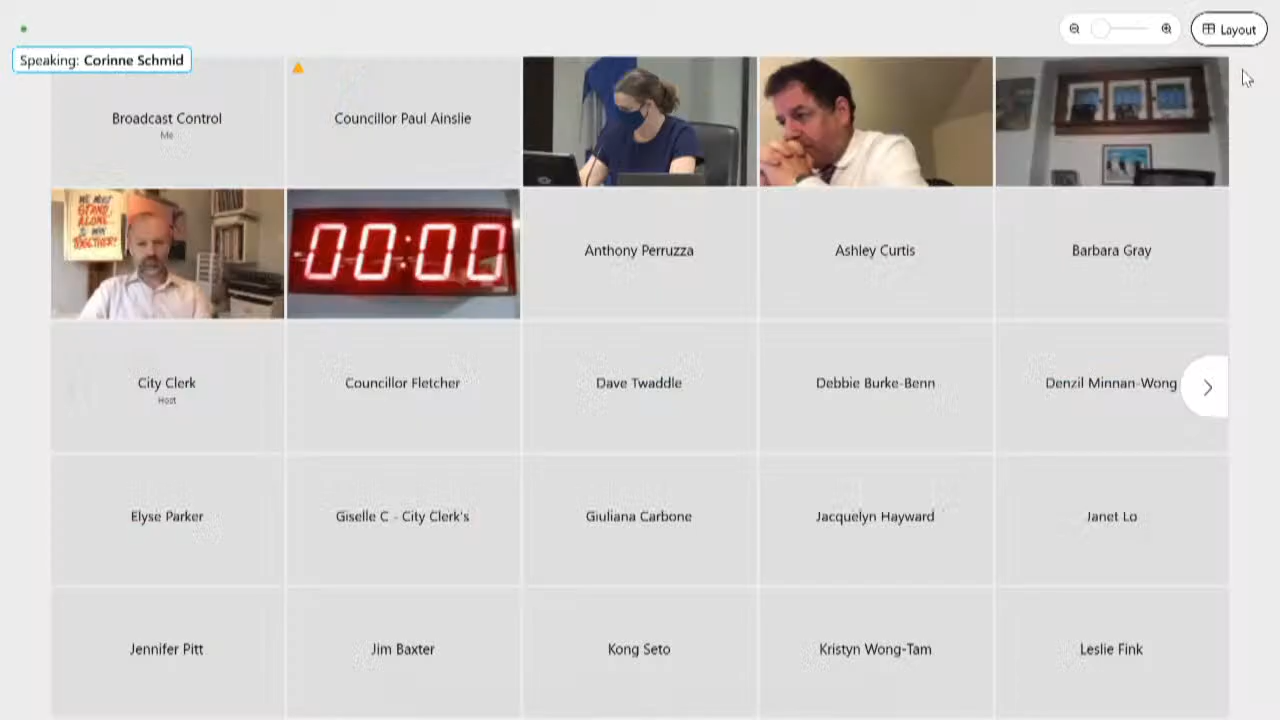 Layout
Speaking: Corinne Schmid
Broadcast Control
Me
Councillor Paul Ainslie
WE MUST
STAND
ALONE
TOGETHER!
00:00
Anthony Perruzza
Ashley Curtis
Barbara Gray
City Clerk
Host
Councillor Fletcher
Dave Twaddle
Debbie Burke-Benn
Denzil Minnan-Wong
Elyse Parker
Giselle C - City Clerk's
Giuliana Carbone
Jacquelyn Hayward
Janet Lo
Jennifer Pitt
Jim Baxter
Kong Seto
Kristyn Wong-Tam
Leslie Fink